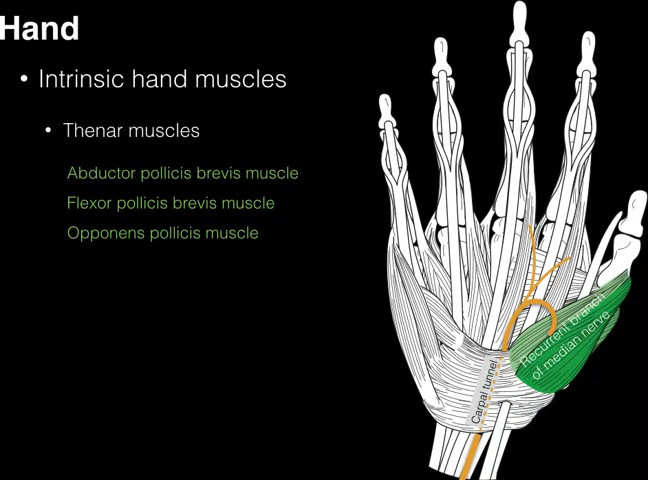 Hand
• Intrinsic hand muscles
• Thenar muscles
Abductor pollicis brevis muscle
Flexor pollicis brevis muscle
Opponens pollicis muscle
Recurrent branch
of median nerve
Carpal tunnel